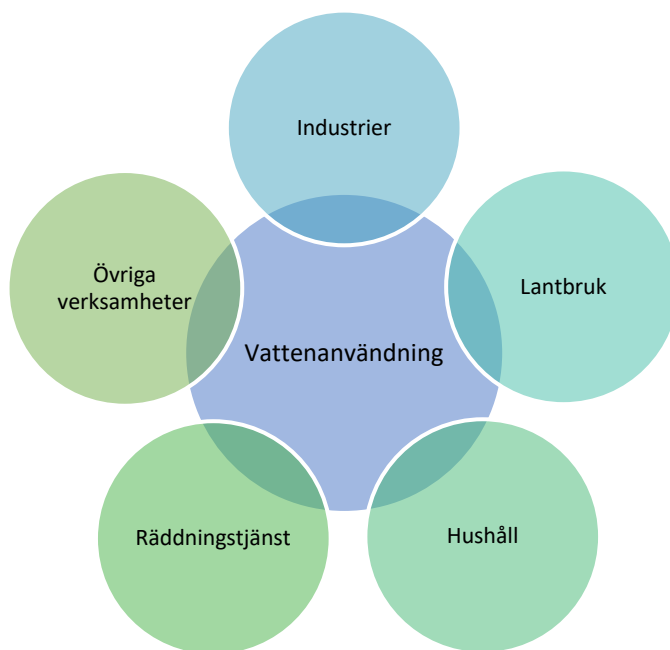 Industrier
Övriga
verksamheter
Lantbruk
Vattenanvändning
Räddningstjänst
Hushåll